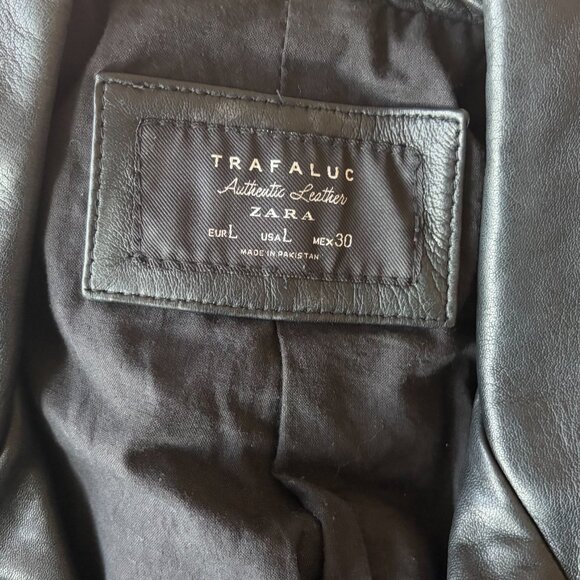 TRAFALUC
Authentic Leather
ZARA
EUR L USA L MEX 30
MADE IN PAKISTAN